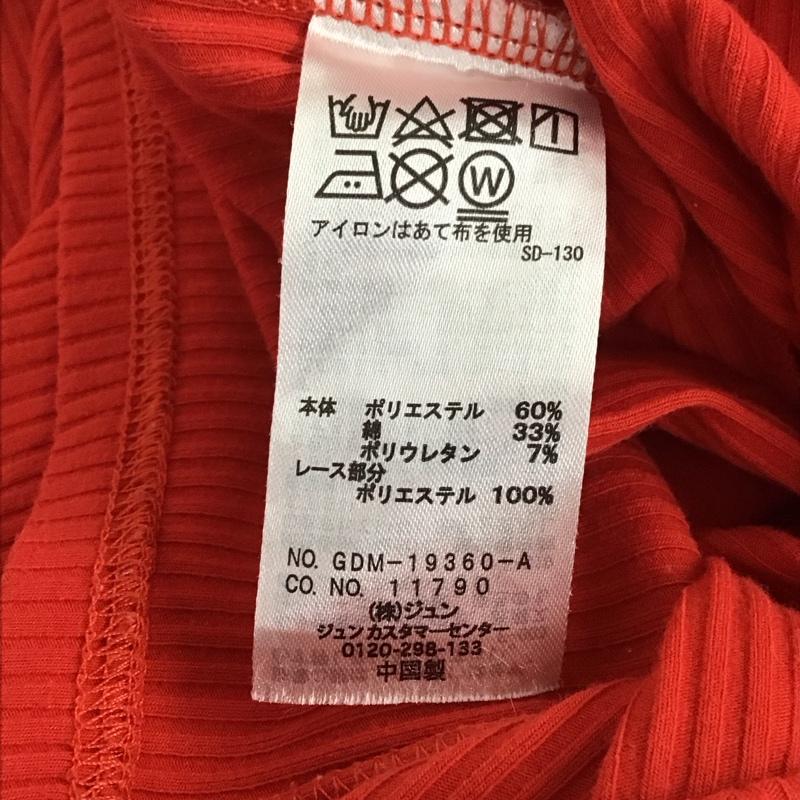 W
アイロンはあて布を使用
SD-130
本体 ポリエステル 60%
綿 33%
ポリウレタン 7%
レース部分
ポリエステル 100%
NO. GDM-19360-A
CO. NO. 11790
(株)ジュン
ジュンカスタマーセンター
0120-298-133
中国製